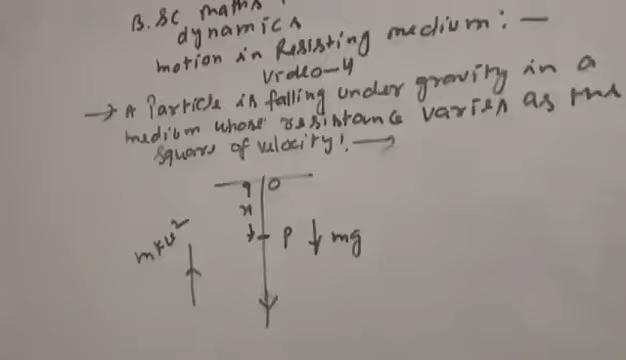 B.SC maths
dynamics
motion in Resisting medium: —
Video-4
→ A Particle is falling under gravity in a
medium whose resistance varies as the
square of velocity! →
O
x
P ↓ mg
mkv²